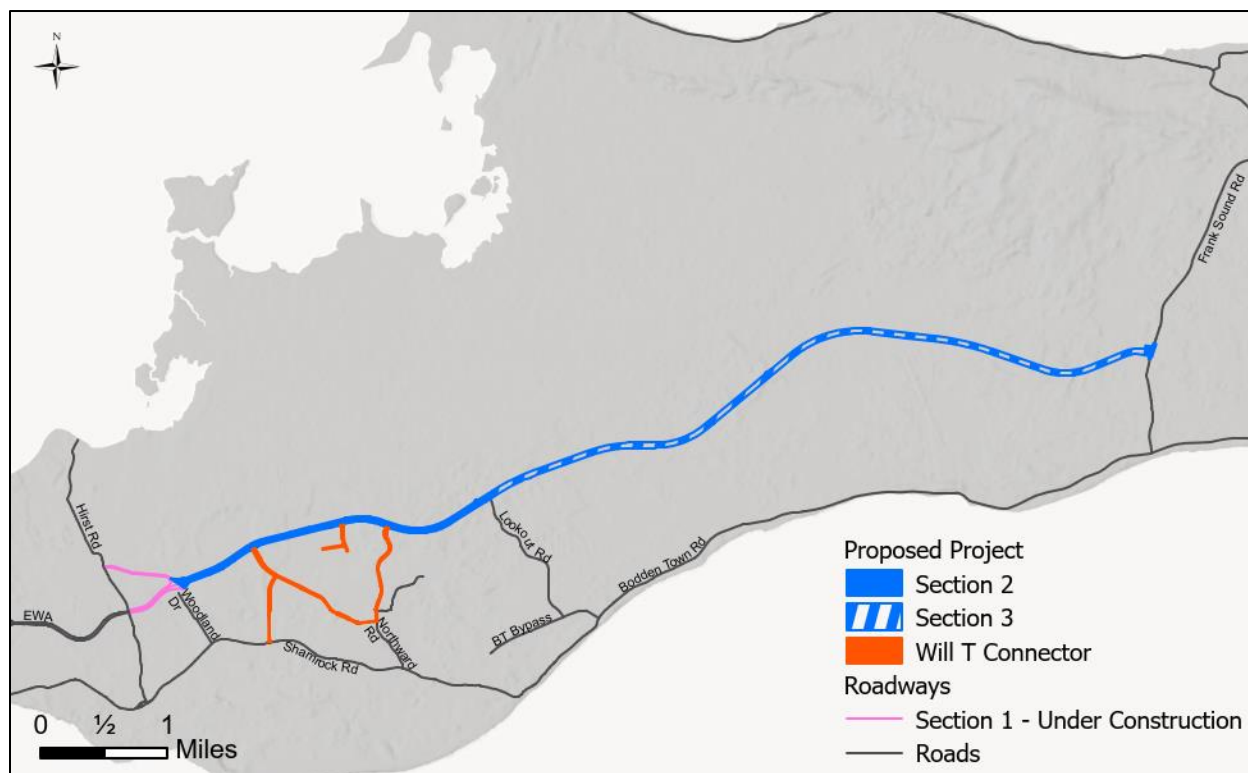 N
Frank Sound Rd
Hirst Rd
Lookout Rd
Bodden Town Rd
EWA
Woodland
Dr
Northward
Rd
BT Bypass
Shamrock Rd
Proposed Project
Section 2
Section 3
Will T Connector
Roadways
Section 1 - Under Construction
Roads
0 ½ 1
Miles